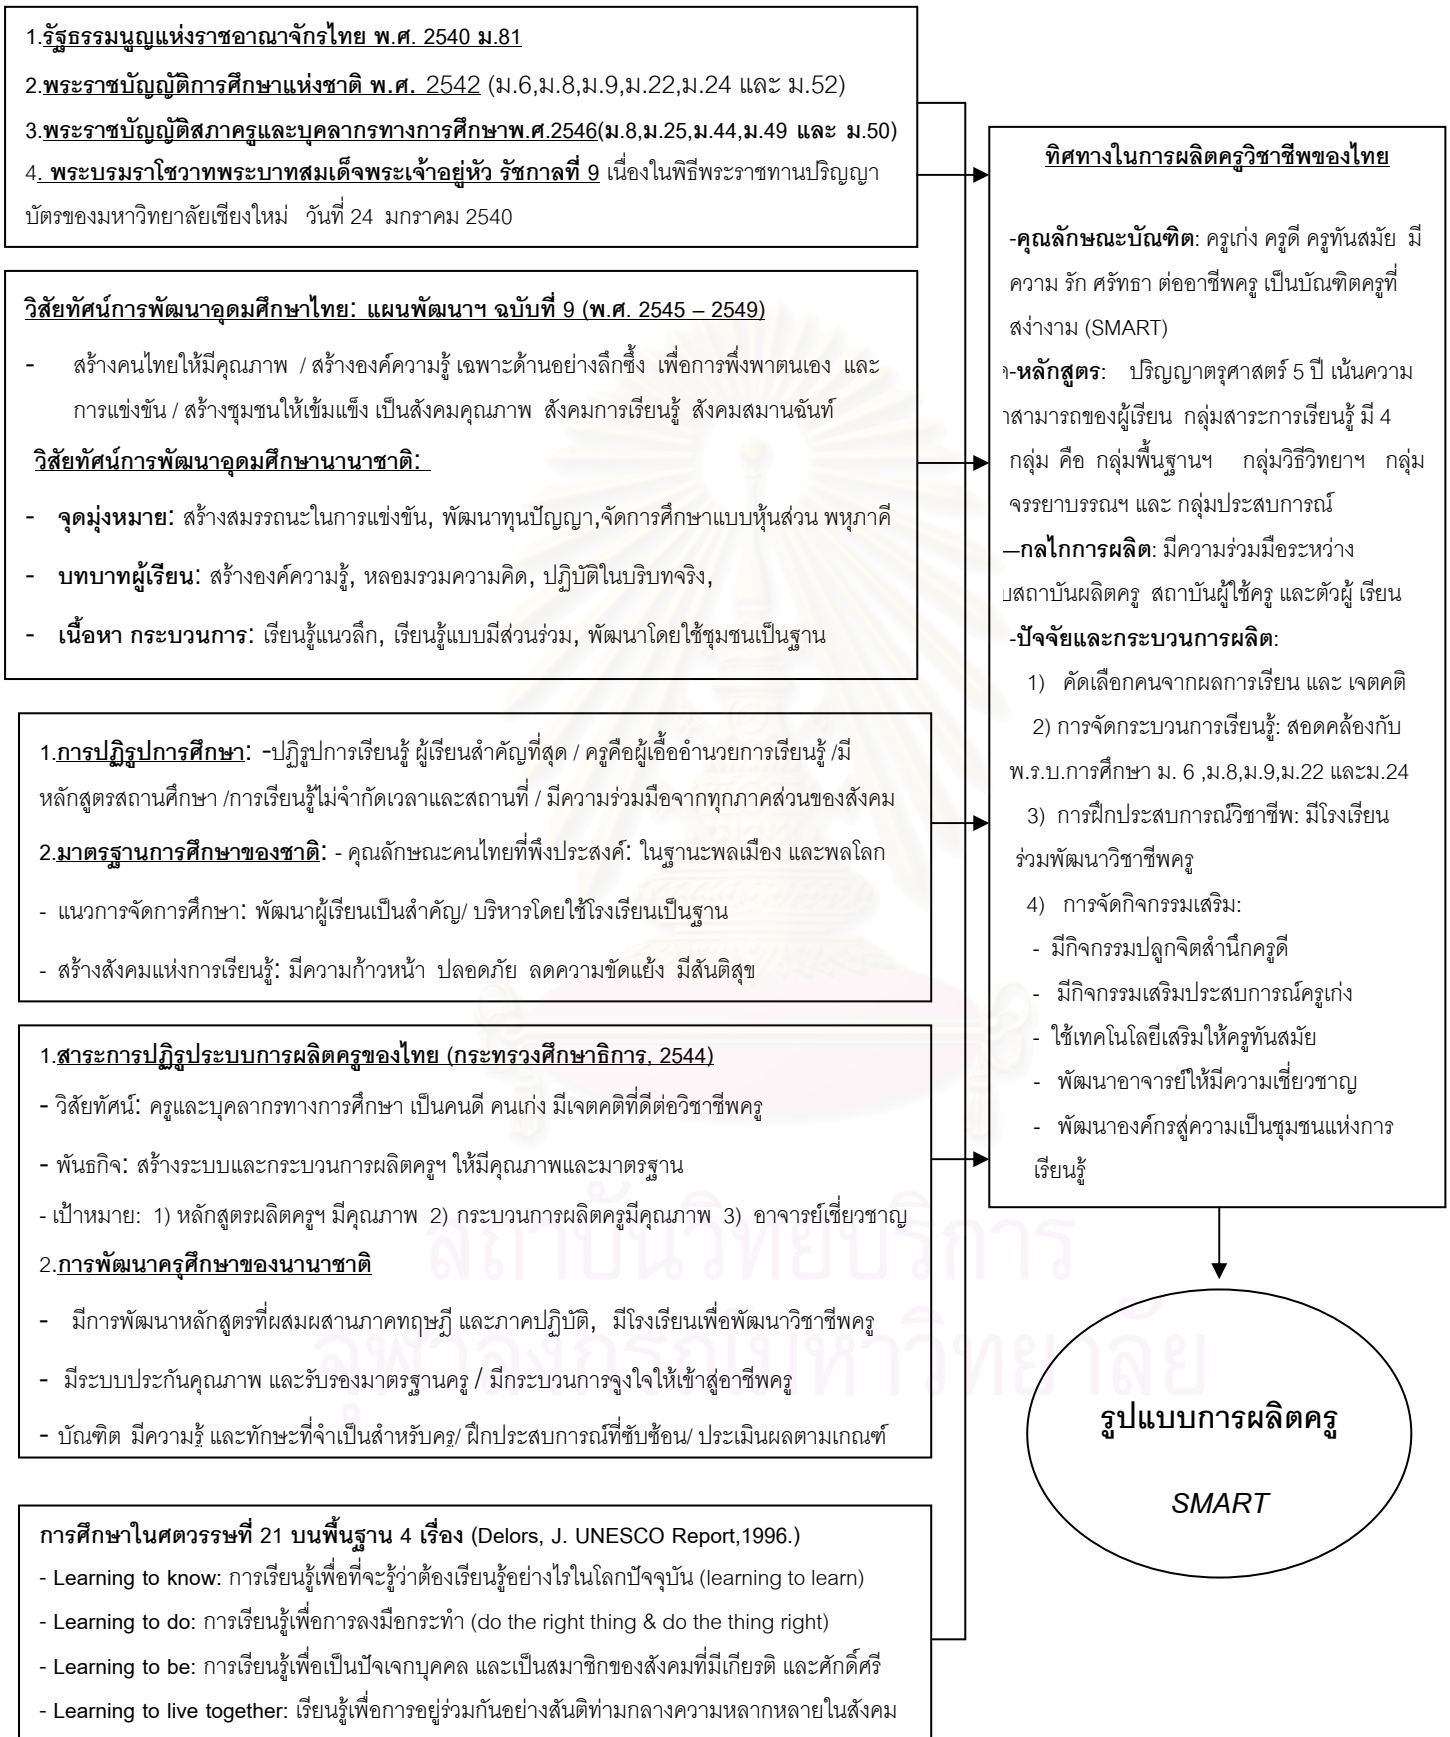 1.รัฐธรรมนูญแห่งราชอาณาจักรไทย พ.ศ. 2540 ม.81
2.พระราชบัญญัติการศึกษาแห่งชาติ พ.ศ. 2542 (ม.6,ม.8,ม.9,ม.22,ม.24 และ ม.52)
3.พระราชบัญญัติสภาครูและบุคลากรทางการศึกษาพ.ศ.2546(ม.8,ม.25,ม.44,ม.49 และ ม.50)
4. พระบรมราโชวาทพระบาทสมเด็จพระเจ้าอยู่หัว รัชกาลที่ 9 เนื่องในพิธีพระราชทานปริญญา
บัตรของมหาวิทยาลัยเชียงใหม่ วันที่ 24 มกราคม 2540
วิสัยทัศน์การพัฒนาอุดมศึกษาไทย: แผนพัฒนาฯ ฉบับที่ 9 (พ.ศ. 2545 – 2549)
- สร้างคนไทยให้มีคุณภาพ / สร้างองค์ความรู้ เฉพาะด้านอย่างลึกซึ้ง เพื่อการพึ่งพาตนเอง และ
การแข่งขัน / สร้างชุมชนให้เข้มแข็ง เป็นสังคมคุณภาพ สังคมการเรียนรู้ สังคมสมานฉันท์
วิสัยทัศน์การพัฒนาอุดมศึกษานานาชาติ:
- จุดมุ่งหมาย: สร้างสมรรถนะในการแข่งขัน, พัฒนาทุนปัญญา,จัดการศึกษาแบบหุ้นส่วน พหุภาคี
- บทบาทผู้เรียน: สร้างองค์ความรู้, หลอมรวมความคิด, ปฏิบัติในบริบทจริง,
- เนื้อหา กระบวนการ: เรียนรู้แนวลึก, เรียนรู้แบบมีส่วนร่วม, พัฒนาโดยใช้ชุมชนเป็นฐาน
1.การปฏิรูปการศึกษา: -ปฏิรูปการเรียนรู้ ผู้เรียนสำคัญที่สุด / ครูคือผู้เอื้ออำนวยการเรียนรู้ /มี
หลักสูตรสถานศึกษา /การเรียนรู้ไม่จำกัดเวลาและสถานที่ / มีความร่วมมือจากทุกภาคส่วนของสังคม
2.มาตรฐานการศึกษาของชาติ: - คุณลักษณะคนไทยที่พึงประสงค์: ในฐานะพลเมือง และพลโลก
- แนวการจัดการศึกษา: พัฒนาผู้เรียนเป็นสำคัญ/ บริหารโดยใช้โรงเรียนเป็นฐาน
- สร้างสังคมแห่งการเรียนรู้: มีความก้าวหน้า ปลอดภัย ลดความขัดแย้ง มีสันติสุข
1.สาระการปฏิรูประบบการผลิตครูของไทย (กระทรวงศึกษาธิการ, 2544)
- วิสัยทัศน์: ครูและบุคลากรทางการศึกษา เป็นคนดี คนเก่ง มีเจตคติที่ดีต่อวิชาชีพครู
- พันธกิจ: สร้างระบบและกระบวนการผลิตครูฯ ให้มีคุณภาพและมาตรฐาน
- เป้าหมาย: 1) หลักสูตรผลิตครูฯ มีคุณภาพ 2) กระบวนการผลิตครูมีคุณภาพ 3) อาจารย์เชี่ยวชาญ
2.การพัฒนาครุศึกษาของนานาชาติ
- มีการพัฒนาหลักสูตรที่ผสมผสานภาคทฤษฎี และภาคปฏิบัติ, มีโรงเรียนเพื่อพัฒนาวิชาชีพครู
- มีระบบประกันคุณภาพ และรับรองมาตรฐานครู / มีกระบวนการจูงใจให้เข้าสู่อาชีพครู
- บัณฑิต มีความรู้ และทักษะที่จำเป็นสำหรับครู/ ฝึกประสบการณ์ที่ซับซ้อน/ ประเมินผลตามเกณฑ์
การศึกษาในศตวรรษที่ 21 บนพื้นฐาน 4 เรื่อง (Delors, J. UNESCO Report,1996.)
- Learning to know: การเรียนรู้เพื่อที่จะรู้ว่าต้องเรียนรู้อย่างไรในโลกปัจจุบัน (learning to learn)
- Learning to do: การเรียนรู้เพื่อการลงมือกระทำ (do the right thing & do the thing right)
- Learning to be: การเรียนรู้เพื่อเป็นปัจเจกบุคคล และเป็นสมาชิกของสังคมที่มีเกียรติ และศักดิ์ศรี
- Learning to live together: เรียนรู้เพื่อการอยู่ร่วมกันอย่างสันติท่ามกลางความหลากหลายในสังคม
ทิศทางในการผลิตครูวิชาชีพของไทย
-คุณลักษณะบัณฑิต: ครูเก่ง ครูดี ครูทันสมัย มี
ความ รัก ศรัทธา ต่ออาชีพครู เป็นบัณฑิตครูที่
สง่างาม (SMART)
-หลักสูตร: ปริญญาตรุศาสตร์ 5 ปี เน้นความ
สามารถของผู้เรียน กลุ่มสาระการเรียนรู้ มี 4
กลุ่ม คือ กลุ่มพื้นฐานฯ กลุ่มวิธีวิทยาฯ กลุ่ม
จรรยาบรรณฯ และ กลุ่มประสบการณ์
—กลไกการผลิต: มีความร่วมมือระหว่าง
สถาบันผลิตครู สถาบันผู้ใช้ครู และตัวผู้ เรียน
-ปัจจัยและกระบวนการผลิต:
1) คัดเลือกคนจากผลการเรียน และ เจตคติ
2) การจัดกระบวนการเรียนรู้: สอดคล้องกับ
พ.ร.บ.การศึกษา ม. 6 ,ม.8,ม.9,ม.22 และม.24
3) การฝึกประสบการณ์วิชาชีพ: มีโรงเรียน
ร่วมพัฒนาวิชาชีพครู
4) การจัดกิจกรรมเสริม:
- มีกิจกรรมปลูกจิตสำนึกครูดี
- มีกิจกรรมเสริมประสบการณ์ครูเก่ง
- ใช้เทคโนโลยีเสริมให้ครูทันสมัย
- พัฒนาอาจารย์ให้มีความเชี่ยวชาญ
- พัฒนาองค์กรสู่ความเป็นชุมชนแห่งการ
เรียนรู้
รูปแบบการผลิตครู
SMART
สถาบันวิทยบริการ
จุฬาลงกรณ์มหาวิทยาลัย